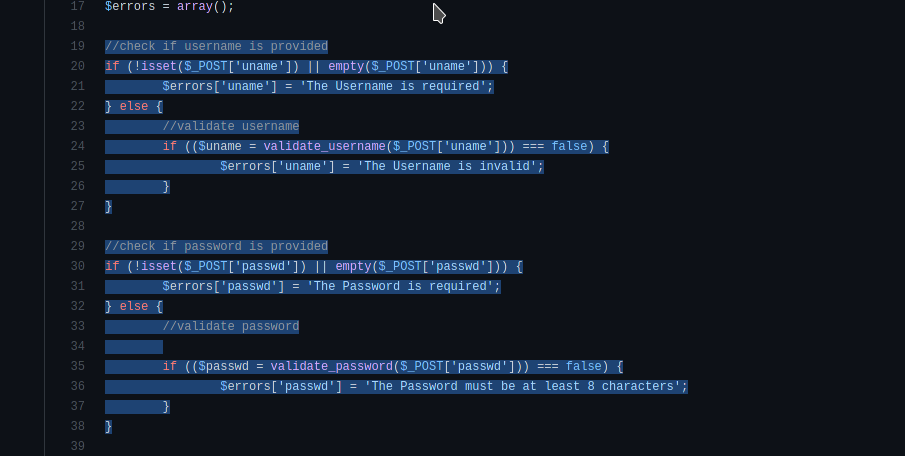 17 $errors = array();
18
19 //check if username is provided
20 if (!isset($_POST['uname']) || empty($_POST['uname'])) {
21         $errors['uname'] = 'The Username is required';
22 } else {
23         //validate username
24         if (($uname = validate_username($_POST['uname'])) === false) {
25                 $errors['uname'] = 'The Username is invalid';
26         }
27 }
28
29 //check if password is provided
30 if (!isset($_POST['passwd']) || empty($_POST['passwd'])) {
31         $errors['passwd'] = 'The Password is required';
32 } else {
33         //validate password
34
35         if (($passwd = validate_password($_POST['passwd'])) === false) {
36                 $errors['passwd'] = 'The Password must be at least 8 characters';
37         }
38 }
39